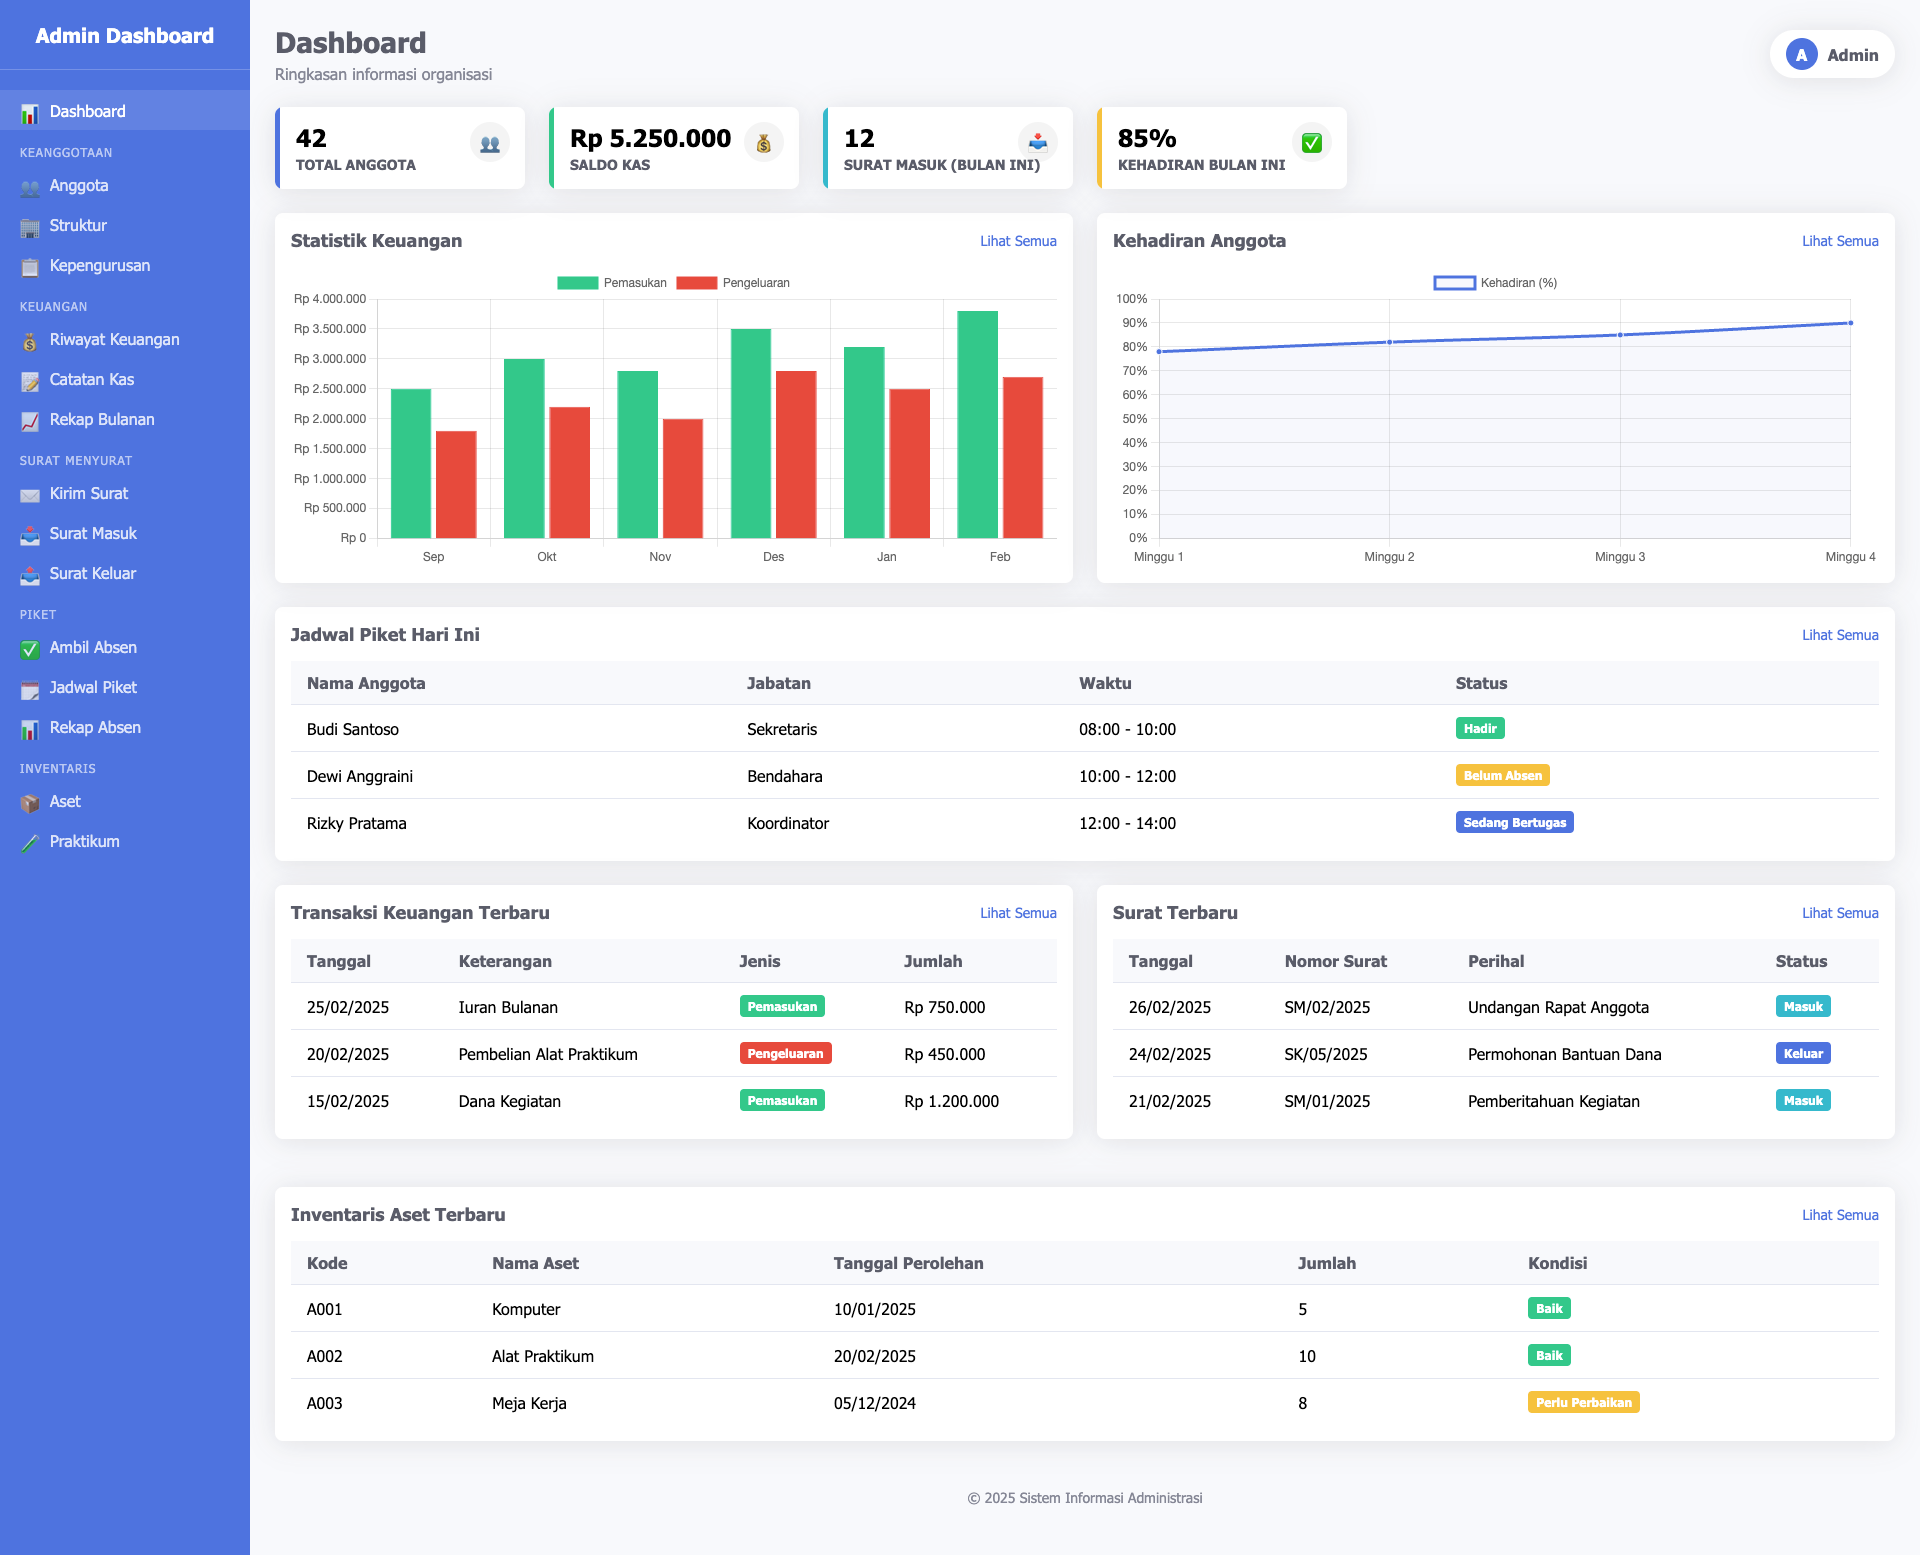 Admin Dashboard
Dashboard
KEANGGOTAAN
Anggota
Struktur
Kepengurusan
KEUANGAN
Riwayat Keuangan
Catatan Kas
Rekap Bulanan
SURAT MENYURAT
Kirim Surat
Surat Masuk
Surat Keluar
PIKET
Ambil Absen
Jadwal Piket
Rekap Absen
INVENTARIS
Aset
Praktikum
Dashboard
Ringkasan informasi organisasi
A Admin
42
TOTAL ANGGOTA
Rp 5.250.000
SALDO KAS
12
SURAT MASUK (BULAN INI)
85%
KEHADIRAN BULAN INI
Statistik Keuangan Lihat Semua
Pemasukan Pengeluaran
Rp 4.000.000
Rp 3.500.000
Rp 3.000.000
Rp 2.500.000
Rp 2.000.000
Rp 1.500.000
Rp 1.000.000
Rp 500.000
Rp 0
Sep Okt Nov Des Jan Feb
Kehadiran Anggota Lihat Semua
Kehadiran (%)
100%
90%
80%
70%
60%
50%
40%
30%
20%
10%
0%
Minggu 1 Minggu 2 Minggu 3 Minggu 4
Jadwal Piket Hari Ini Lihat Semua
Nama Anggota Jabatan Waktu Status
Budi Santoso Sekretaris 08:00 - 10:00 Hadir
Dewi Anggraini Bendahara 10:00 - 12:00 Belum Absen
Rizky Pratama Koordinator 12:00 - 14:00 Sedang Bertugas
Transaksi Keuangan Terbaru Lihat Semua
Tanggal Keterangan Jenis Jumlah
25/02/2025 Iuran Bulanan Pemasukan Rp 750.000
20/02/2025 Pembelian Alat Praktikum Pengeluaran Rp 450.000
15/02/2025 Dana Kegiatan Pemasukan Rp 1.200.000
Surat Terbaru Lihat Semua
Tanggal Nomor Surat Perihal Status
26/02/2025 SM/02/2025 Undangan Rapat Anggota Masuk
24/02/2025 SK/05/2025 Permohonan Bantuan Dana Keluar
21/02/2025 SM/01/2025 Pemberitahuan Kegiatan Masuk
Inventaris Aset Terbaru Lihat Semua
Kode Nama Aset Tanggal Perolehan Jumlah Kondisi
A001 Komputer 10/01/2025 5 Baik
A002 Alat Praktikum 20/02/2025 10 Baik
A003 Meja Kerja 05/12/2024 8 Perlu Perbaikan
© 2025 Sistem Informasi Administrasi